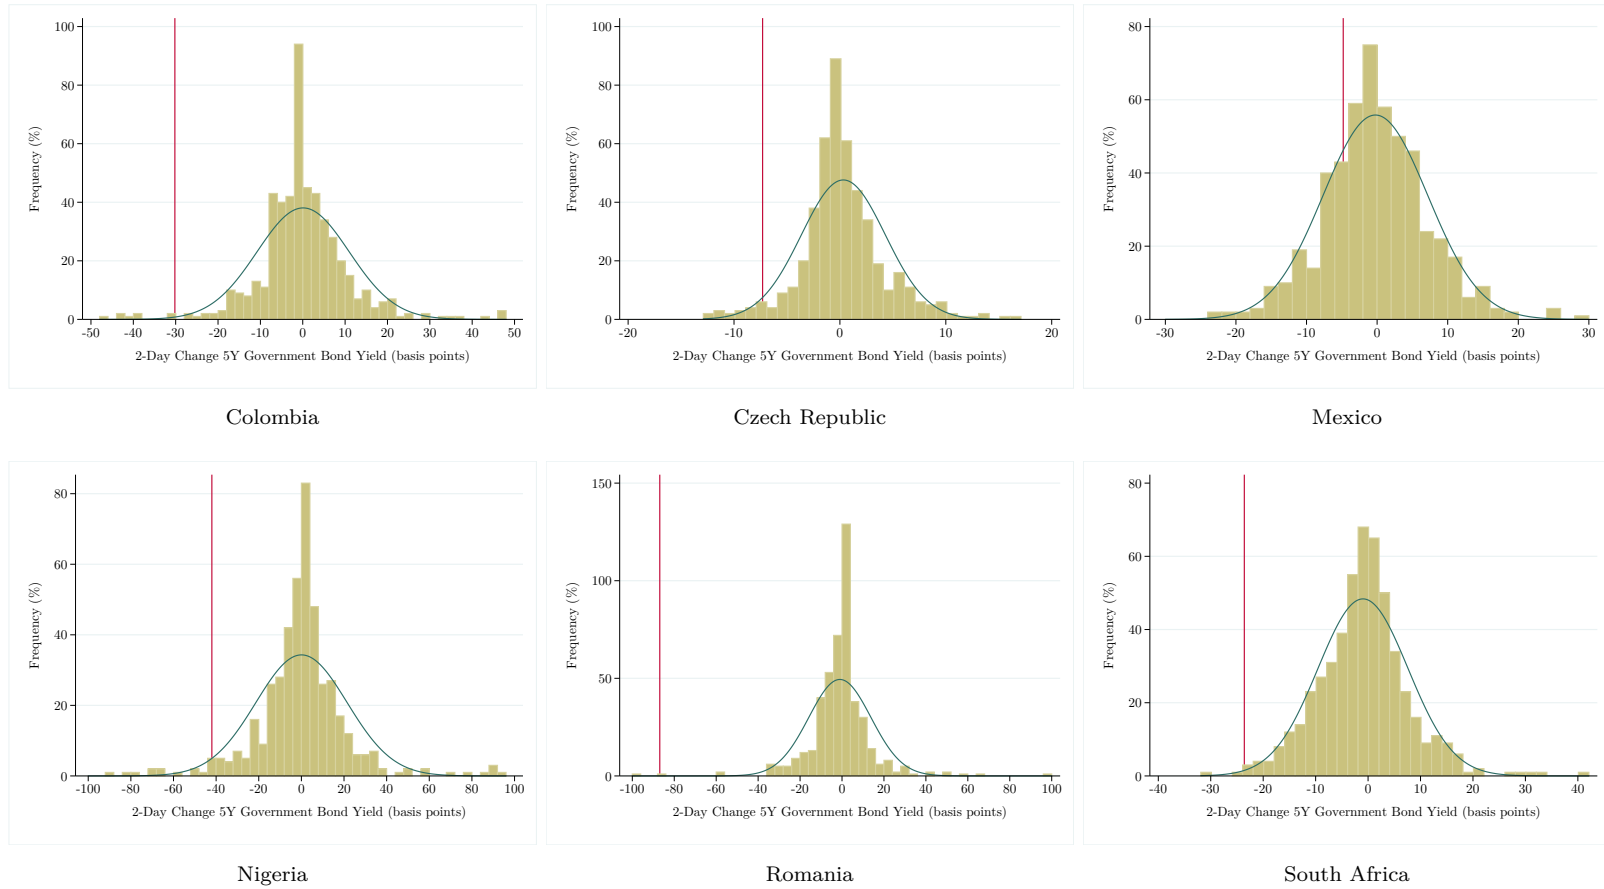 100
80
60
40
20
0
Frequency (%)
-50 -40 -30 -20 -10 0 10 20 30 40 50
2-Day Change 5Y Government Bond Yield (basis points)
Colombia
100
80
60
40
20
0
Frequency (%)
-20 -10 0 10 20
2-Day Change 5Y Government Bond Yield (basis points)
Czech Republic
80
60
40
20
0
Frequency (%)
-30 -20 -10 0 10 20 30
2-Day Change 5Y Government Bond Yield (basis points)
Mexico
80
60
40
20
0
Frequency (%)
-100 -80 -60 -40 -20 0 20 40 60 80 100
2-Day Change 5Y Government Bond Yield (basis points)
Nigeria
150
100
50
0
Frequency (%)
-100 -80 -60 -40 -20 0 20 40 60 80 100
2-Day Change 5Y Government Bond Yield (basis points)
Romania
80
60
40
20
0
Frequency (%)
-40 -30 -20 -10 0 10 20 30 40
2-Day Change 5Y Government Bond Yield (basis points)
South Africa